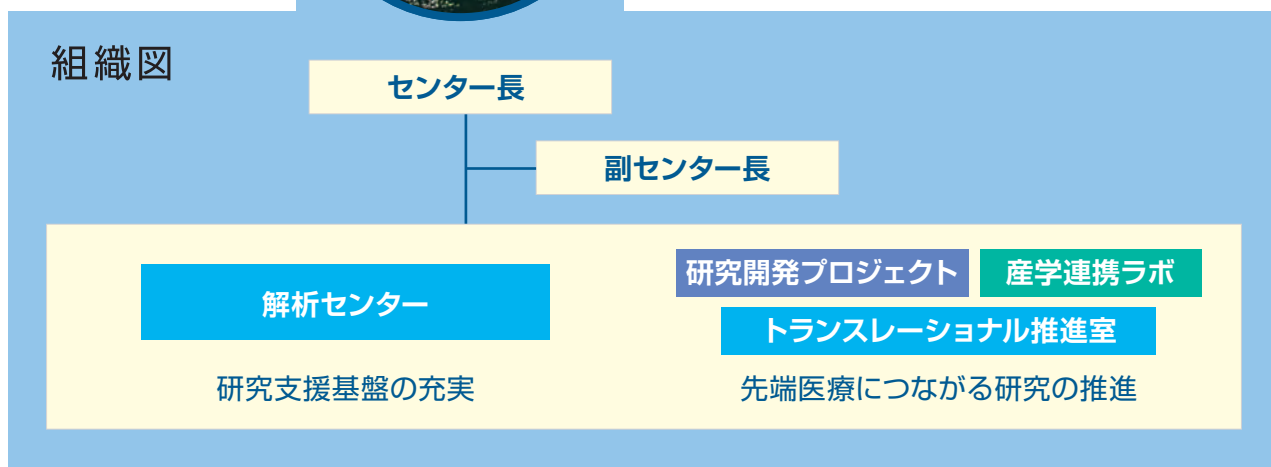 組織図
センター長
副センター長
解析センター
研究支援基盤の充実
研究開発プロジェクト
産学連携ラボ
トランスレーショナル推進室
先端医療につながる研究の推進